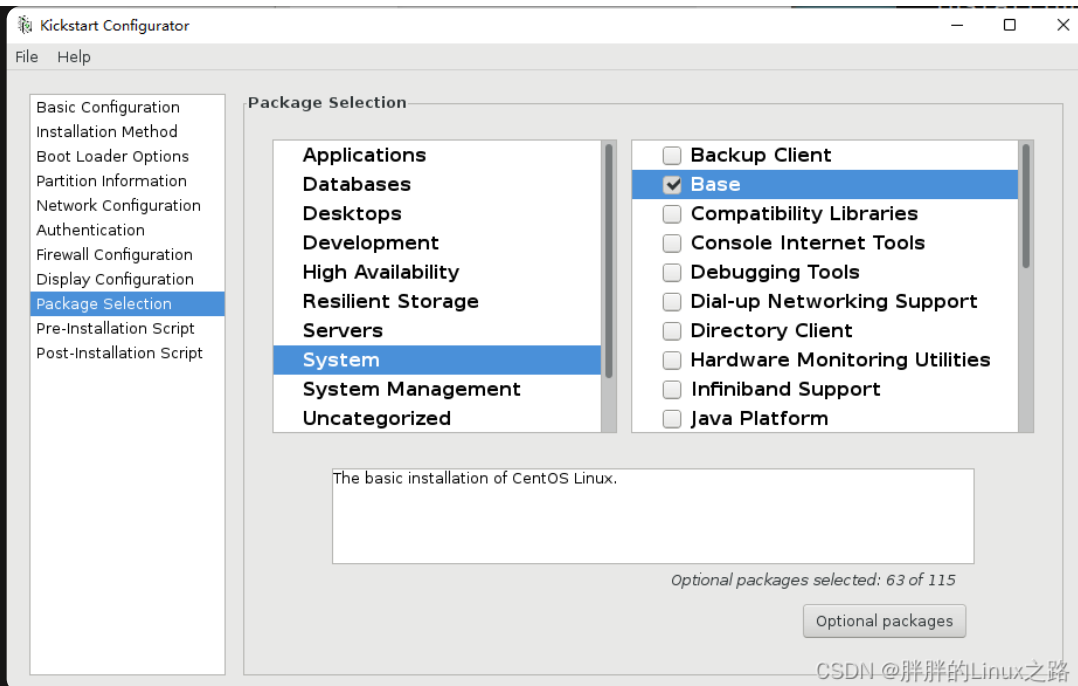 Kickstart Configurator
File Help
Basic Configuration
Installation Method
Boot Loader Options
Partition Information
Network Configuration
Authentication
Firewall Configuration
Display Configuration
Package Selection
Pre-Installation Script
Post-Installation Script
Package Selection
Applications
Databases
Desktops
Development
High Availability
Resilient Storage
Servers
System
System Management
Uncategorized
Backup Client
Base
Compatibility Libraries
Console Internet Tools
Debugging Tools
Dial-up Networking Support
Directory Client
Hardware Monitoring Utilities
Infiniband Support
Java Platform
The basic installation of CentOS Linux.
Optional packages selected: 63 of 115
Optional packages
CSDN @胖胖的Linux之路